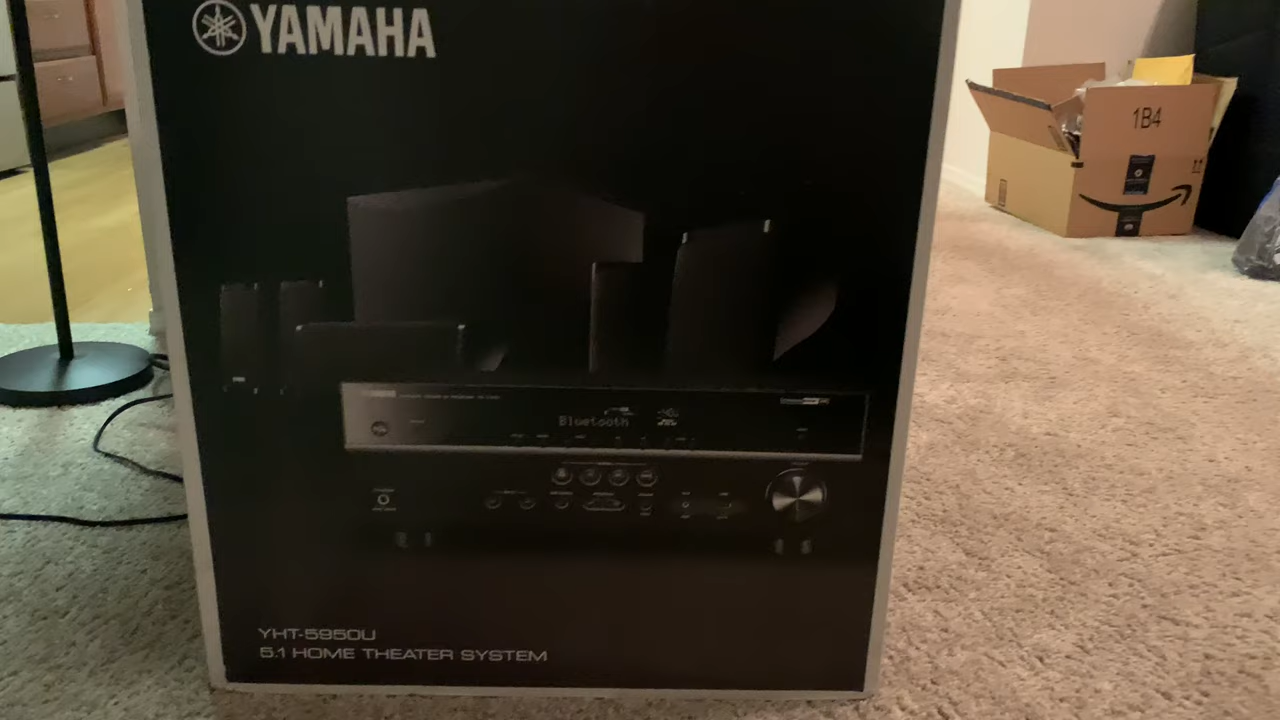 YAMAHA
1B4
Bluetooth
YHT-5950U
5.1 HOME THEATER SYSTEM